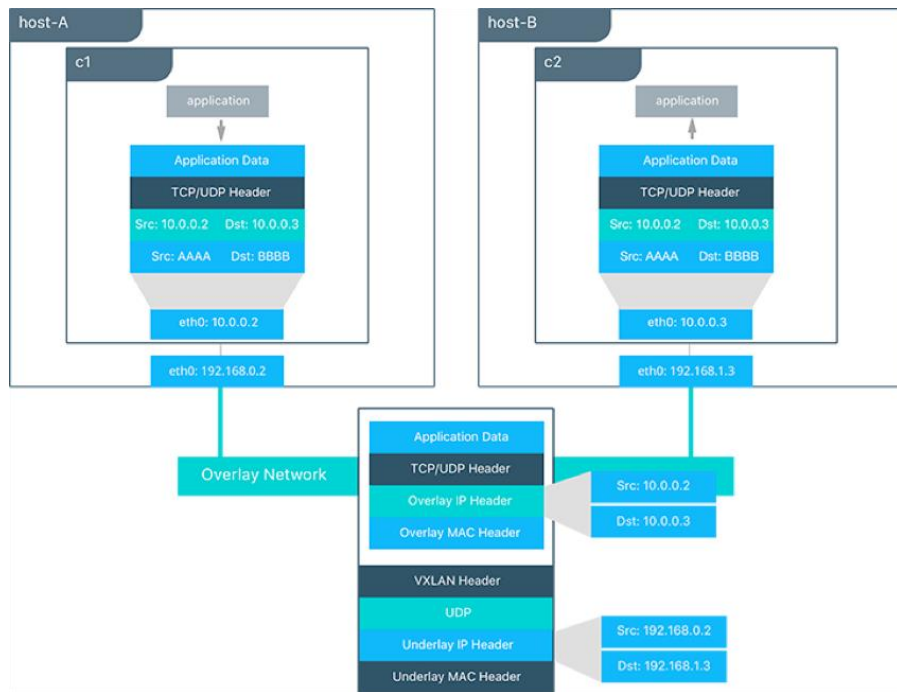 host-A
c1
application
Application Data
TCP/UDP Header
Src: 10.0.0.2 Dst: 10.0.0.3
Src: AAAA Dst: BBBB
eth0: 10.0.0.2
eth0: 192.168.0.2
host-B
c2
application
Application Data
TCP/UDP Header
Src: 10.0.0.2 Dst: 10.0.0.3
Src: AAAA Dst: BBBB
eth0: 10.0.0.3
eth0: 192.168.1.3
Overlay Network
Application Data
TCP/UDP Header
Overlay IP Header
Overlay MAC Header
Src: 10.0.0.2
Dst: 10.0.0.3
VXLAN Header
UDP
Underlay IP Header
Underlay MAC Header
Src: 192.168.0.2
Dst: 192.168.1.3